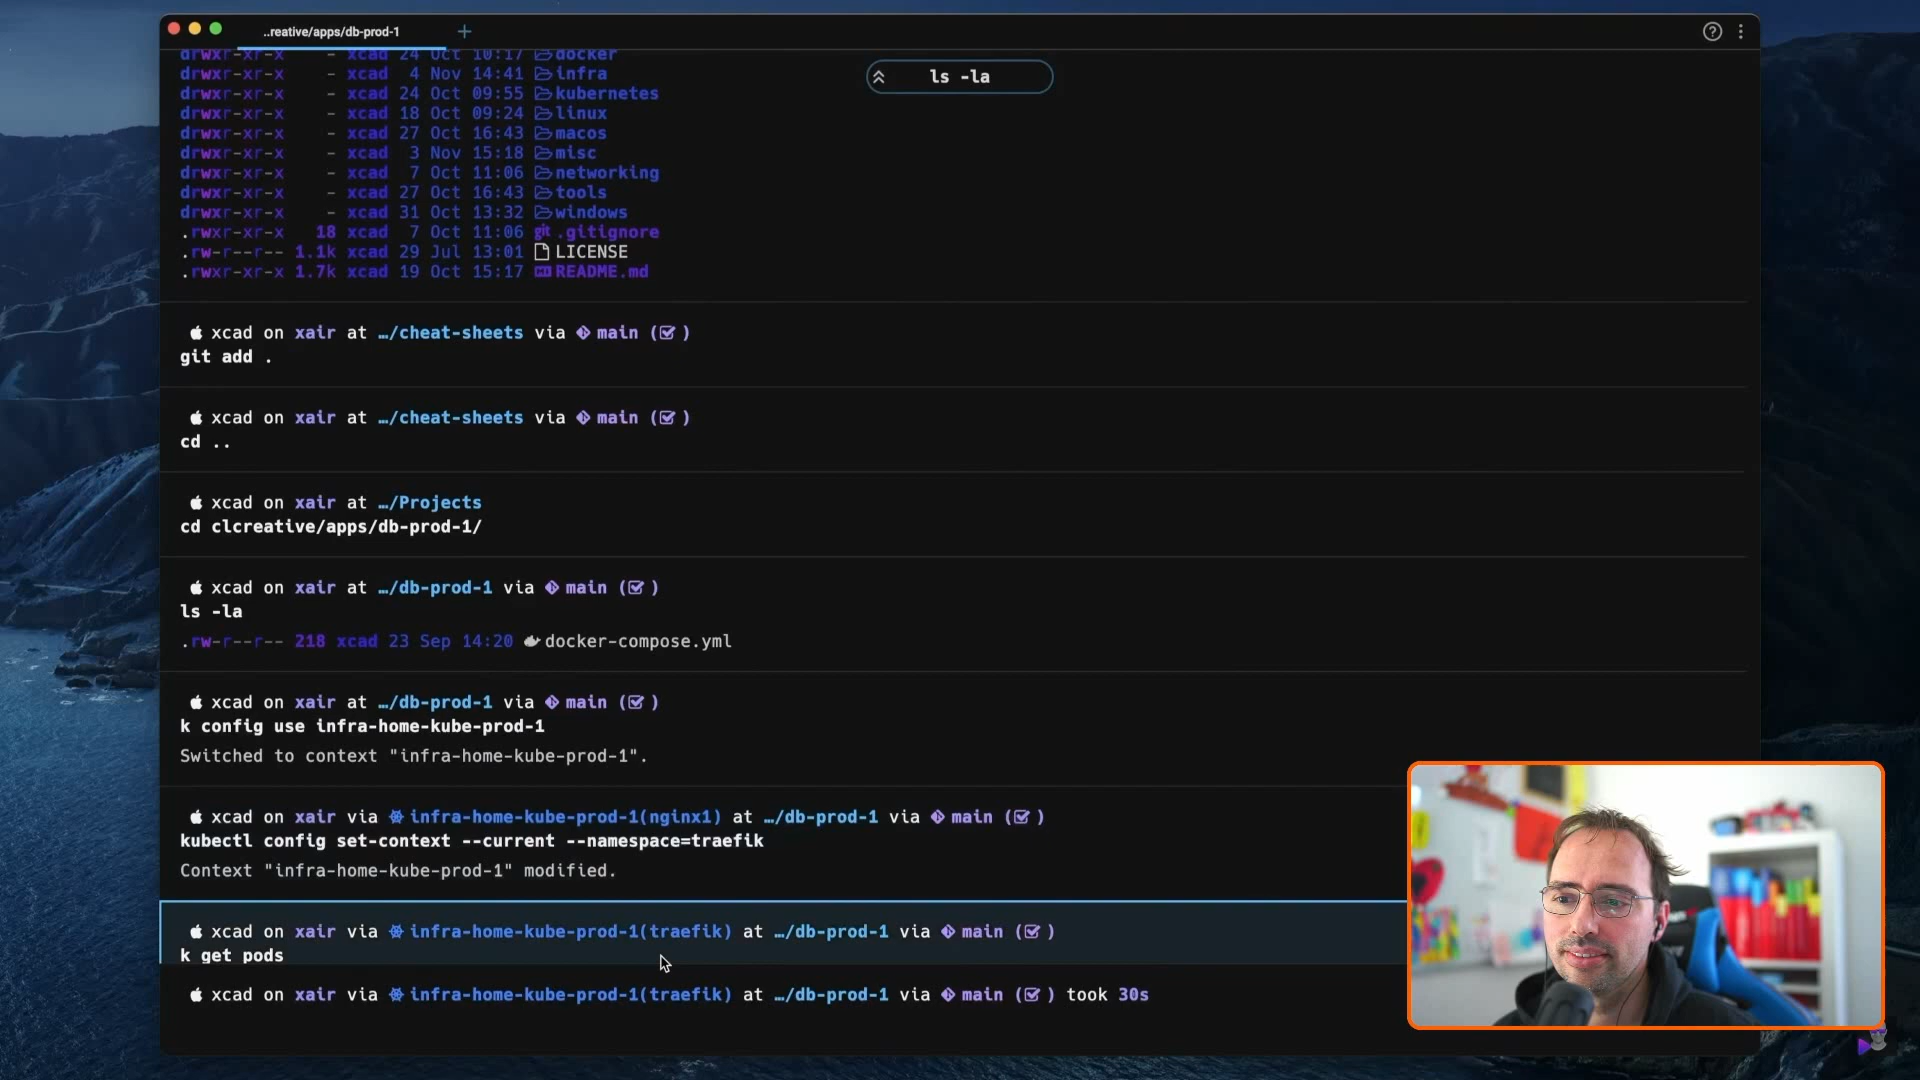 ..reative/apps/db-prod-1 +
drwxr-xr-x - xcad 24 Oct 10:17 docker
ls -la
drwxr-xr-x - xcad 4 Nov 14:41 infra
drwxr-xr-x - xcad 24 Oct 09:55 kubernetes
drwxr-xr-x - xcad 18 Oct 09:24 linux
drwxr-xr-x - xcad 27 Oct 16:43 macos
drwxr-xr-x - xcad 3 Nov 15:18 misc
drwxr-xr-x - xcad 7 Oct 11:06 networking
drwxr-xr-x - xcad 27 Oct 16:43 tools
drwxr-xr-x - xcad 31 Oct 13:32 windows
.rwxr-xr-x 18 xcad 7 Oct 11:06 git .gitignore
.rw-r--r-- 1.1k xcad 29 Jul 13:01 LICENSE
.rwxr-xr-x 1.7k xcad 19 Oct 15:17 README.md
xcad on xair at …/cheat-sheets via main ( )
git add .
xcad on xair at …/cheat-sheets via main ( )
cd ..
xcad on xair at …/Projects
cd clcreative/apps/db-prod-1/
xcad on xair at …/db-prod-1 via main ( )
ls -la
.rw-r--r-- 218 xcad 23 Sep 14:20 docker-compose.yml
xcad on xair at …/db-prod-1 via main ( )
k config use infra-home-kube-prod-1
Switched to context "infra-home-kube-prod-1".
xcad on xair via infra-home-kube-prod-1(nginx1) at …/db-prod-1 via main ( )
kubectl config set-context --current --namespace=traefik
Context "infra-home-kube-prod-1" modified.
xcad on xair via infra-home-kube-prod-1(traefik) at …/db-prod-1 via main ( )
k get pods
xcad on xair via infra-home-kube-prod-1(traefik) at …/db-prod-1 via main ( ) took 30s